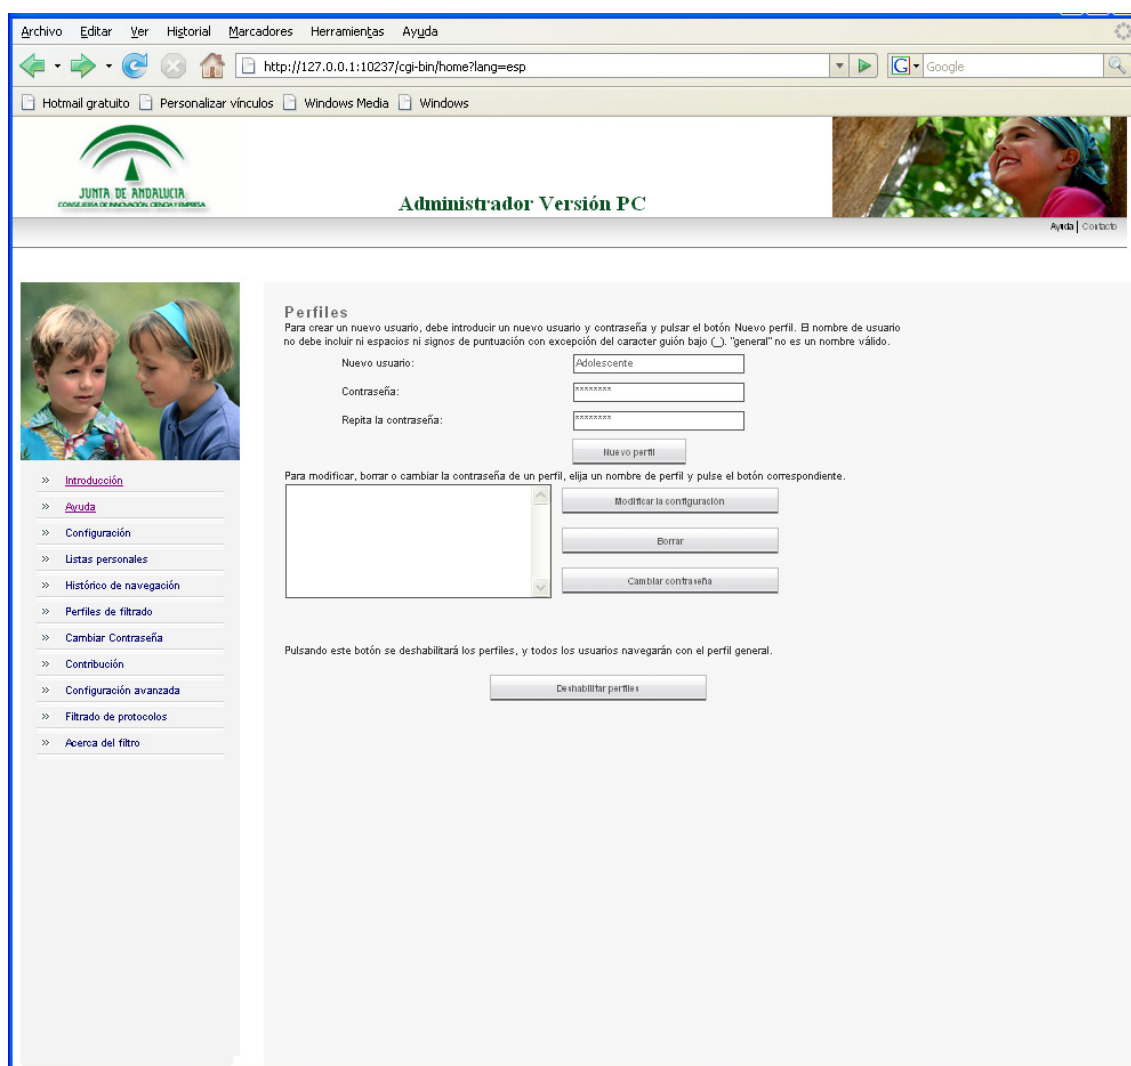 Archivo Editar Ver Historial Marcadores Herramientas Ayuda
http://127.0.0.1:10237/cgi-bin/home?lang=esp
Google
Hotmail gratuito Personalizar vínculos Windows Media Windows
JUNTA DE ANDALUCIA
CONSEJERÍA DE INNOVACIÓN CIENCIA Y EMPRESA
Administrador Versión PC
Ayuda | Contacto
Perfiles
Para crear un nuevo usuario, debe introducir un nuevo usuario y contraseña y pulsar el botón Nuevo perfil. El nombre de usuario
no debe incluir ni espacios ni signos de puntuación con excepción del caracter guión bajo (_). "general" no es un nombre válido.
Nuevo usuario: Adolescente
Contraseña: ********
Repita la contraseña: ********
Nuevo perfil
Para modificar, borrar o cambiar la contraseña de un perfil, elija un nombre de perfil y pulse el botón correspondiente.
Modificar la configuración
Borrar
Cambiar contraseña
Pulsando este botón se deshabilitará los perfiles, y todos los usuarios navegarán con el perfil general.
Deshabilitar perfiles
» Introducción
» Ayuda
» Configuración
» Listas personales
» Histórico de navegación
» Perfiles de filtrado
» Cambiar Contraseña
» Contribución
» Configuración avanzada
» Filtrado de protocolos
» Acerca del filtro